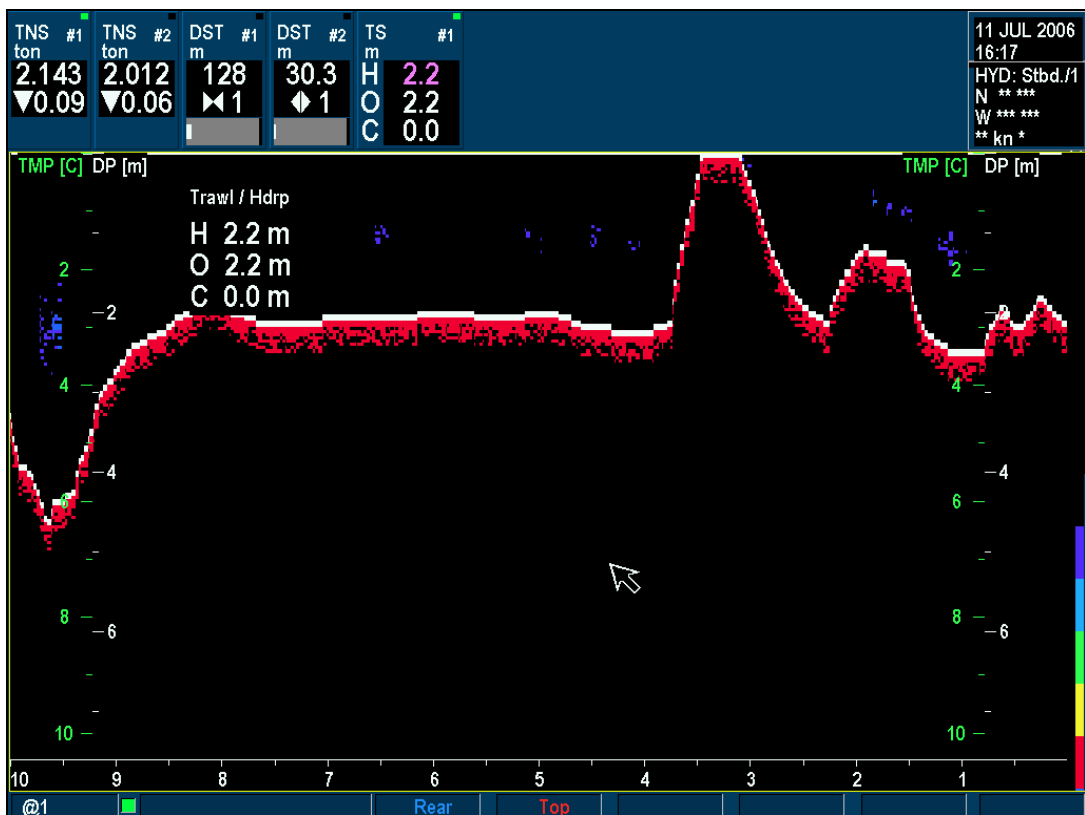 TNS #1 TNS #2 DST #1 DST #2 TS #1 11 JUL 2006
ton ton m m m 16:17
2.143 2.012 128 30.3 H 2.2 HYD: Stbd./1
▼0.09 ▼0.06 1 1 O 2.2 N ** ***
C 0.0 W *** ***
** kn *
TMP [C] DP [m] TMP [C] DP [m]
Trawl / Hdrp
H 2.2 m
O 2.2 m
C 0.0 m
2 2
2 2
4 4
4 4
6 6
8 8
6 6
10 10
10 9 8 7 6 5 4 3 2 1
@1 Rear Top